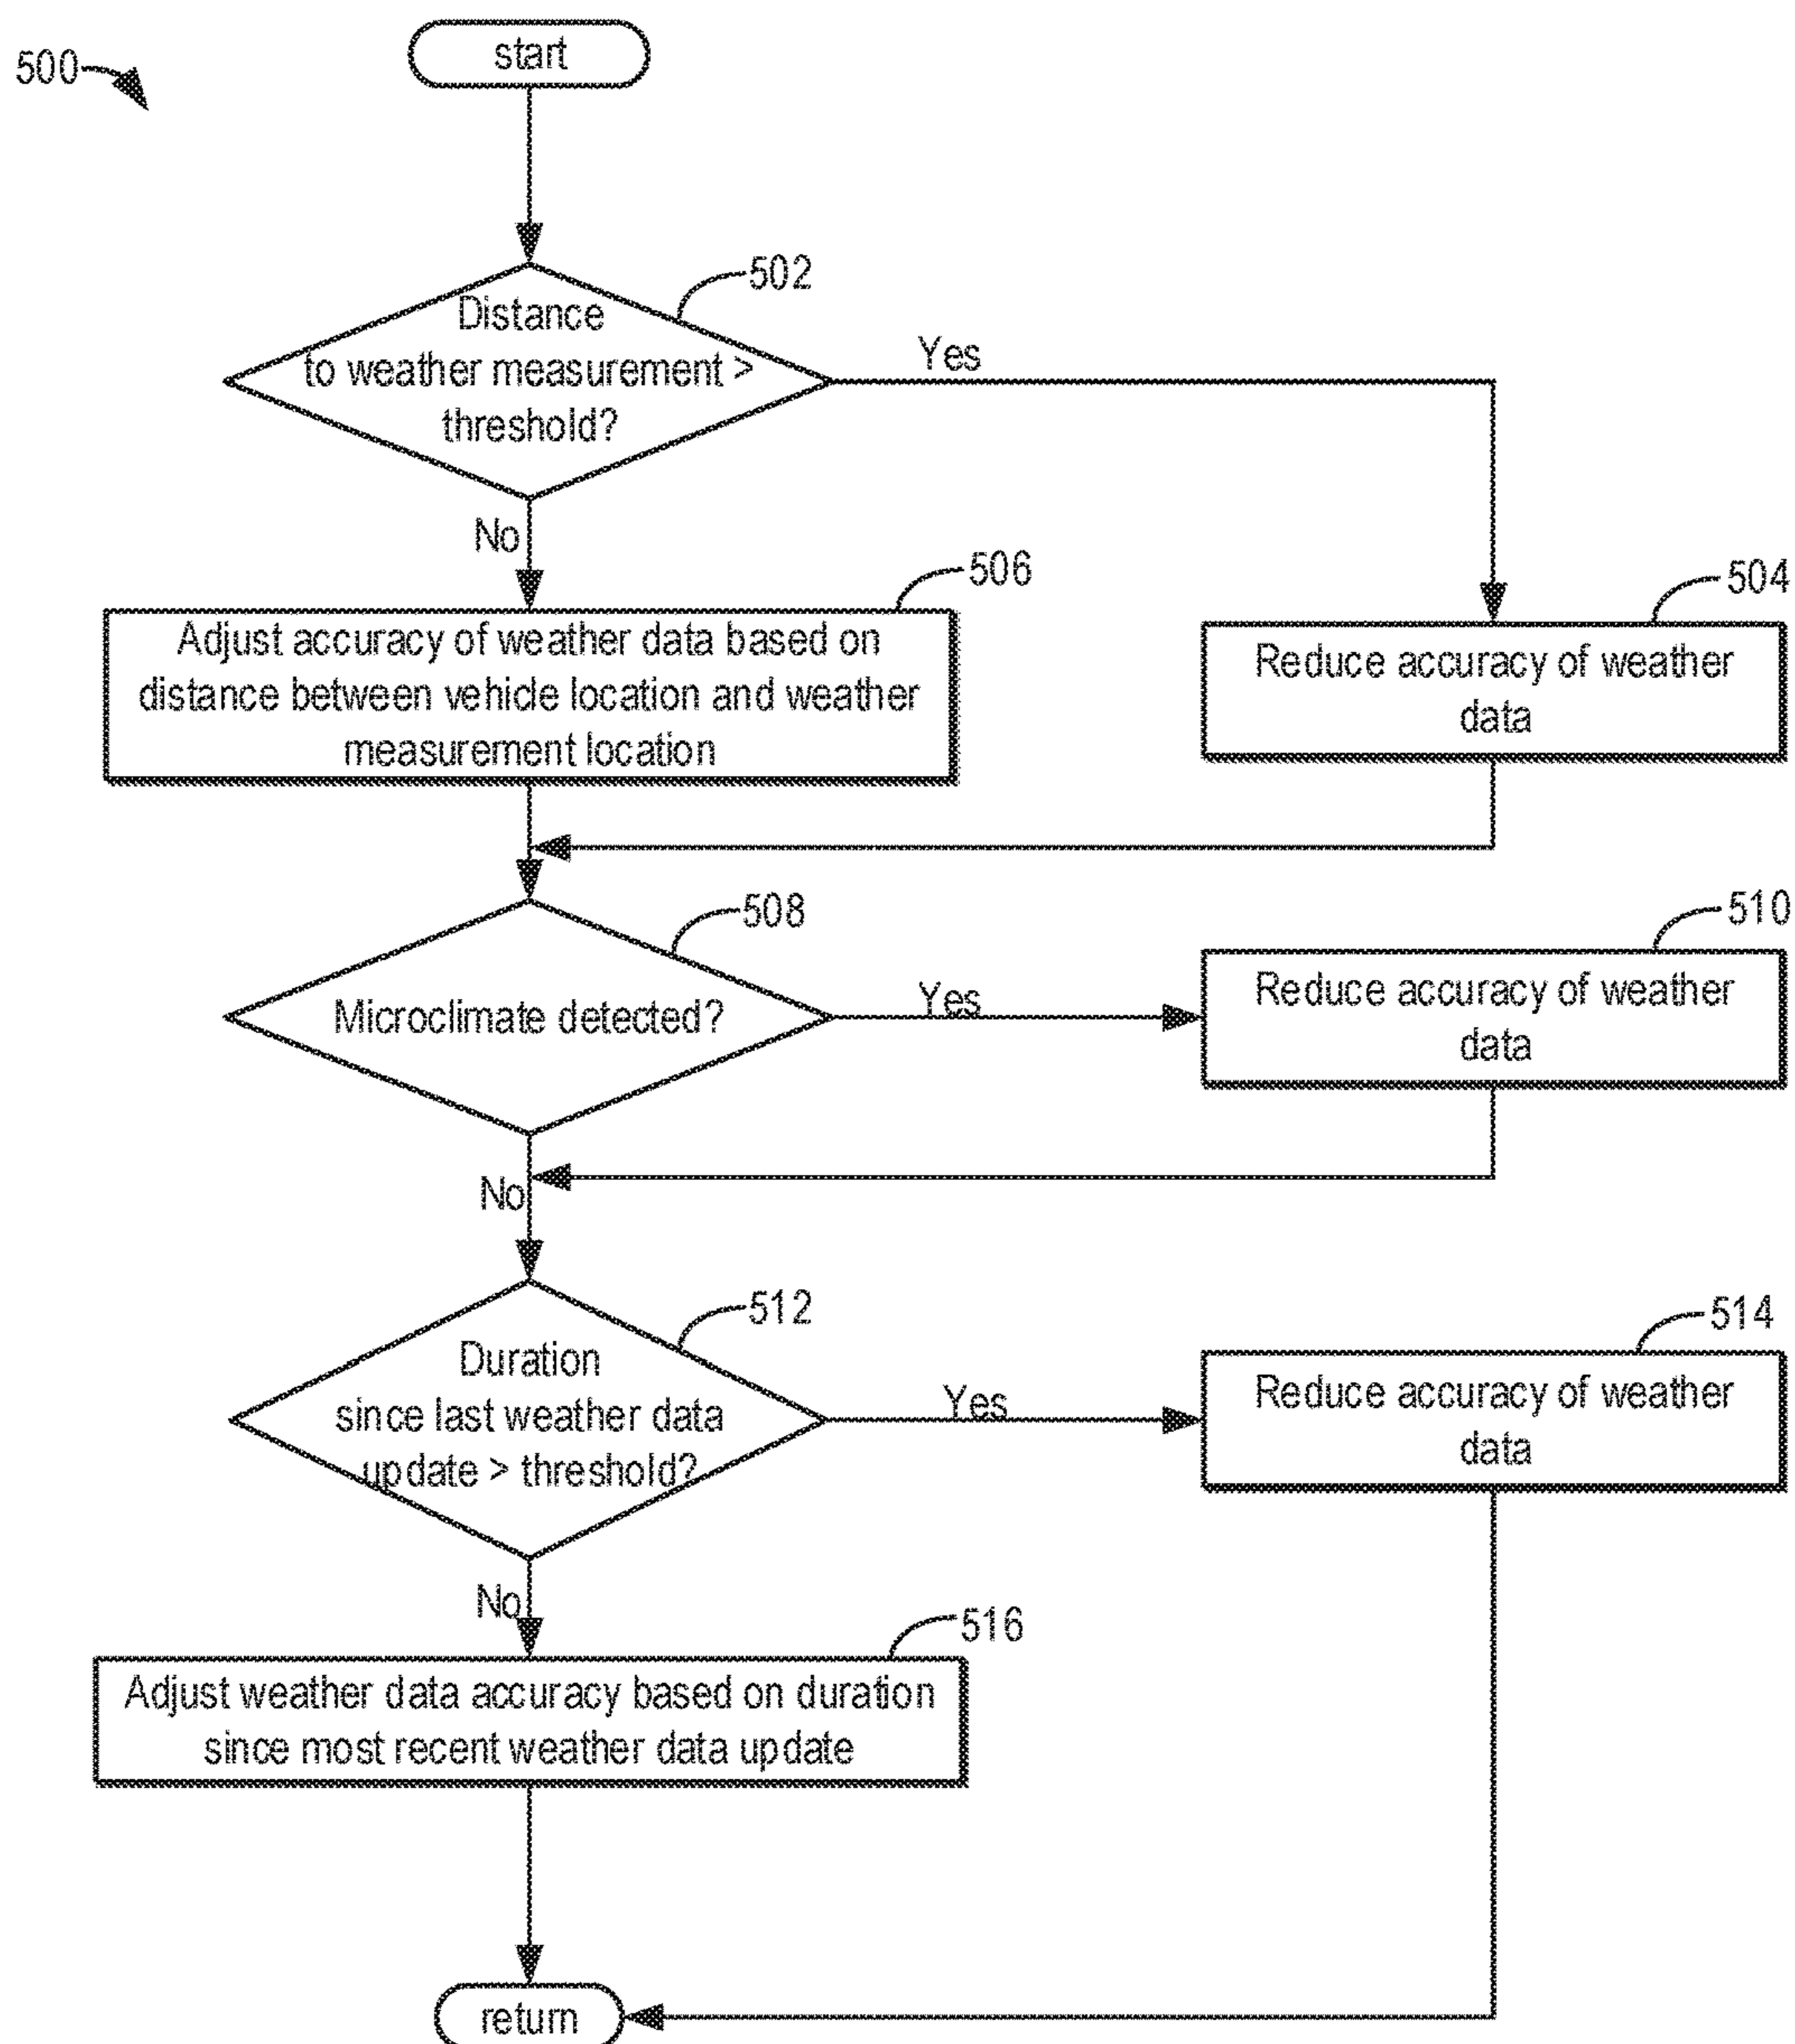 start
500
502
Distance
to weather measurement >
threshold?
Yes
No
506
Adjust accuracy of weather data based on
distance between vehicle location and weather
measurement location
504
Reduce accuracy of weather
data
508
Microclimate detected?
Yes
510
Reduce accuracy of weather
data
No
512
Duration
since last weather data
update > threshold?
Yes
514
Reduce accuracy of weather
data
No
516
Adjust weather data accuracy based on duration
since most recent weather data update
return